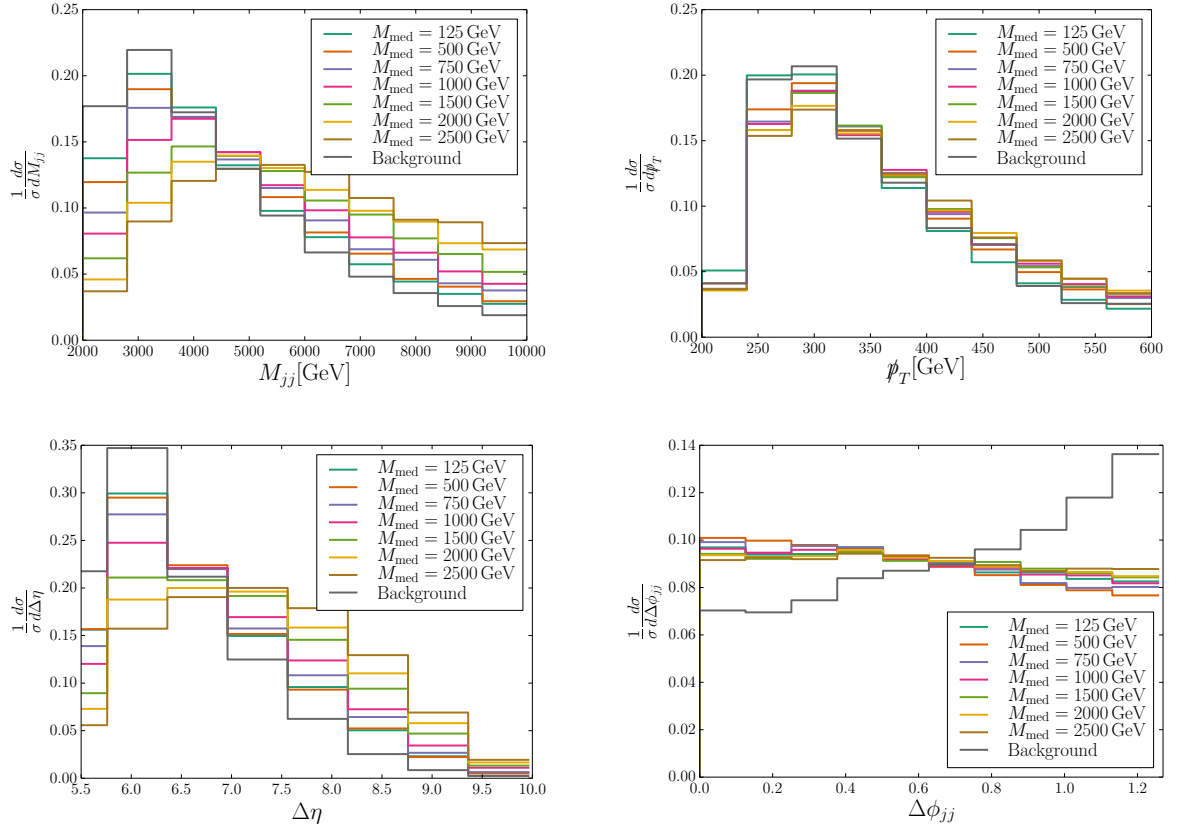 0.25
0.20
0.15
0.10
0.05
0.00
1/σ dσ/dM_jj
M_med = 125 GeV
M_med = 500 GeV
M_med = 750 GeV
M_med = 1000 GeV
M_med = 1500 GeV
M_med = 2000 GeV
M_med = 2500 GeV
Background
2000 3000 4000 5000 6000 7000 8000 9000 10000
M_jj[GeV]
0.25
0.20
0.15
0.10
0.05
0.00
1/σ dσ/dp̸_T
M_med = 125 GeV
M_med = 500 GeV
M_med = 750 GeV
M_med = 1000 GeV
M_med = 1500 GeV
M_med = 2000 GeV
M_med = 2500 GeV
Background
200 250 300 350 400 450 500 550 600
p̸_T[GeV]
0.35
0.30
0.25
0.20
0.15
0.10
0.05
0.00
1/σ dσ/dΔη
M_med = 125 GeV
M_med = 500 GeV
M_med = 750 GeV
M_med = 1000 GeV
M_med = 1500 GeV
M_med = 2000 GeV
M_med = 2500 GeV
Background
5.5 6.0 6.5 7.0 7.5 8.0 8.5 9.0 9.5 10.0
Δη
0.14
0.12
0.10
0.08
0.06
0.04
0.02
0.00
1/σ dσ/dΔϕ_jj
M_med = 125 GeV
M_med = 500 GeV
M_med = 750 GeV
M_med = 1000 GeV
M_med = 1500 GeV
M_med = 2000 GeV
M_med = 2500 GeV
Background
0.0 0.2 0.4 0.6 0.8 1.0 1.2
Δϕ_jj